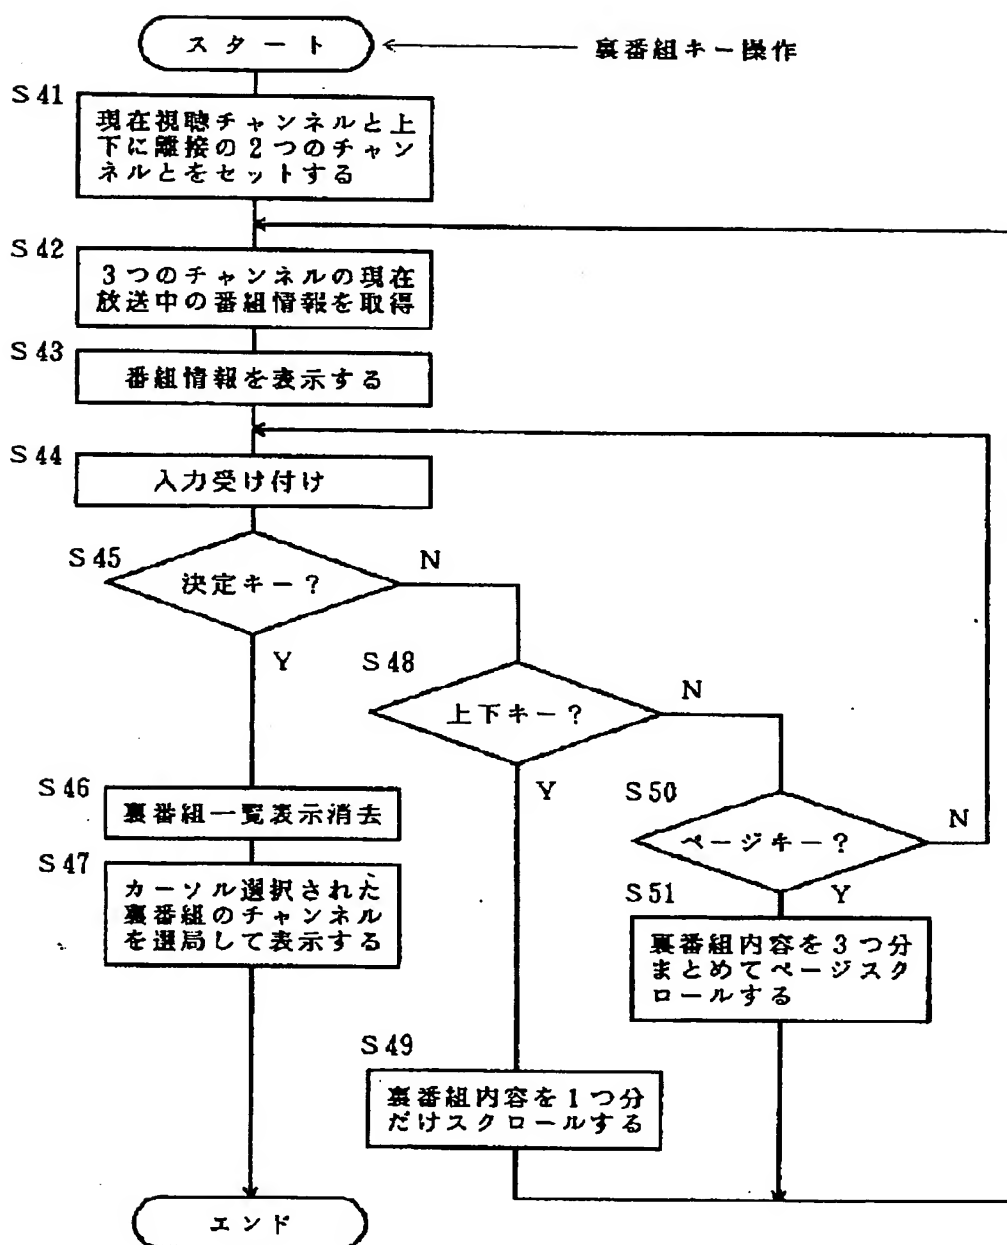 スタート
裏番組キー操作
S41
現在視聴チャンネルと上
下に離接の2つのチャン
ネルとをセットする
S42
3つのチャンネルの現在
放送中の番組情報を取得
S43
番組情報を表示する
S44
入力受け付け
S45
決定キー?
N
Y
S48
上下キー?
N
Y
S46
裏番組一覧表示消去
S50
ページキー?
N
Y
S47
カーソル選択された
裏番組のチャンネル
を選局して表示する
S51
裏番組内容を3つ分
まとめてページスク
ロールする
S49
裏番組内容を1つ分
だけスクロールする
エンド